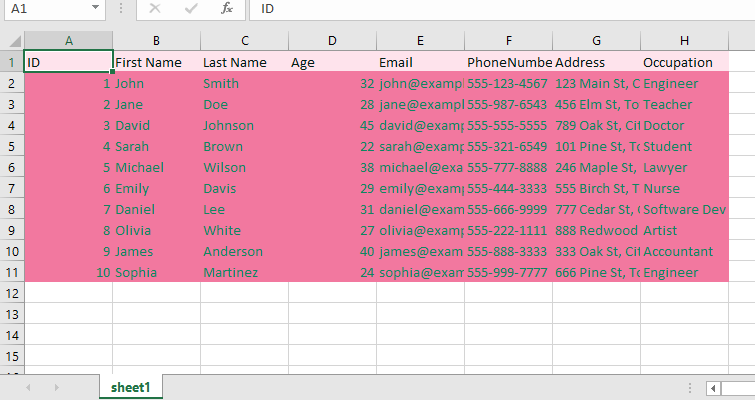 A1 fx ID
A B C D E F G H
1 ID First Name Last Name Age Email PhoneNumbe Address Occupation
2 1 John Smith 32 john@exampl 555-123-4567 123 Main St, C Engineer
3 2 Jane Doe 28 jane@exampl 555-987-6543 456 Elm St, To Teacher
4 3 David Johnson 45 david@examp 555-555-5555 789 Oak St, Cit Doctor
5 4 Sarah Brown 22 sarah@examp 555-321-6549 101 Pine St, To Student
6 5 Michael Wilson 38 michael@exa 555-777-8888 246 Maple St, Lawyer
7 6 Emily Davis 29 emily@examp 555-444-3333 555 Birch St, T Nurse
8 7 Daniel Lee 31 daniel@exam 555-666-9999 777 Cedar St, Software Dev
9 8 Olivia White 27 olivia@examp 555-222-1111 888 Redwood Artist
10 9 James Anderson 40 james@exam 555-888-3333 333 Oak St, Cit Accountant
11 10 Sophia Martinez 24 sophia@exam 555-999-7777 666 Pine St, To Engineer
12
13
14
15
sheet1